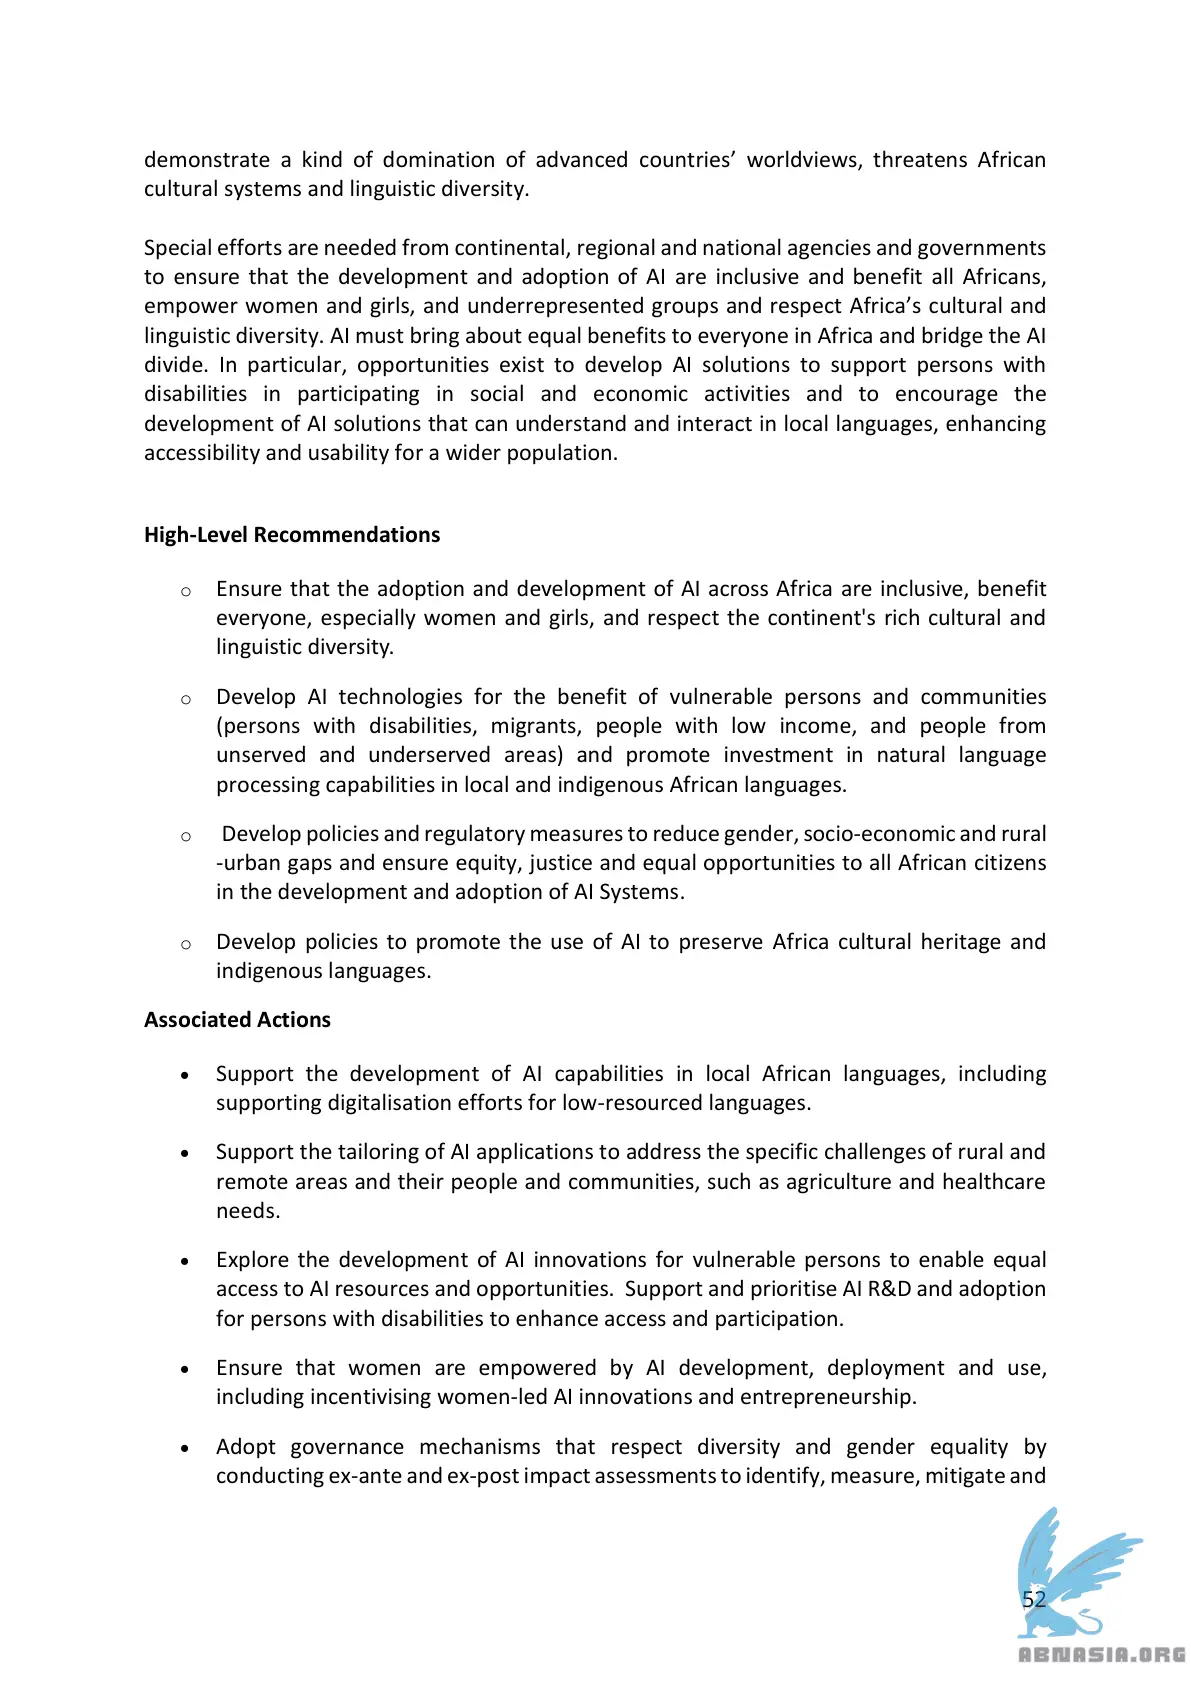 demonstrate a kind of domination of advanced countries’ worldviews, threatens African
cultural systems and linguistic diversity.
Special efforts are needed from continental, regional and national agencies and governments
to ensure that the development and adoption of AI are inclusive and benefit all Africans,
empower women and girls, and underrepresented groups and respect Africa’s cultural and
linguistic diversity. AI must bring about equal benefits to everyone in Africa and bridge the AI
divide. In particular, opportunities exist to develop AI solutions to support persons with
disabilities in participating in social and economic activities and to encourage the
development of AI solutions that can understand and interact in local languages, enhancing
accessibility and usability for a wider population.
High-Level Recommendations
o Ensure that the adoption and development of AI across Africa are inclusive, benefit
everyone, especially women and girls, and respect the continent's rich cultural and
linguistic diversity.
o Develop AI technologies for the benefit of vulnerable persons and communities
(persons with disabilities, migrants, people with low income, and people from
unserved and underserved areas) and promote investment in natural language
processing capabilities in local and indigenous African languages.
o Develop policies and regulatory measures to reduce gender, socio-economic and rural
-urban gaps and ensure equity, justice and equal opportunities to all African citizens
in the development and adoption of AI Systems.
o Develop policies to promote the use of AI to preserve Africa cultural heritage and
indigenous languages.
Associated Actions
• Support the development of AI capabilities in local African languages, including
supporting digitalisation efforts for low-resourced languages.
• Support the tailoring of AI applications to address the specific challenges of rural and
remote areas and their people and communities, such as agriculture and healthcare
needs.
• Explore the development of AI innovations for vulnerable persons to enable equal
access to AI resources and opportunities. Support and prioritise AI R&D and adoption
for persons with disabilities to enhance access and participation.
• Ensure that women are empowered by AI development, deployment and use,
including incentivising women-led AI innovations and entrepreneurship.
• Adopt governance mechanisms that respect diversity and gender equality by
conducting ex-ante and ex-post impact assessments to identify, measure, mitigate and
52
ABNASIA.ORG